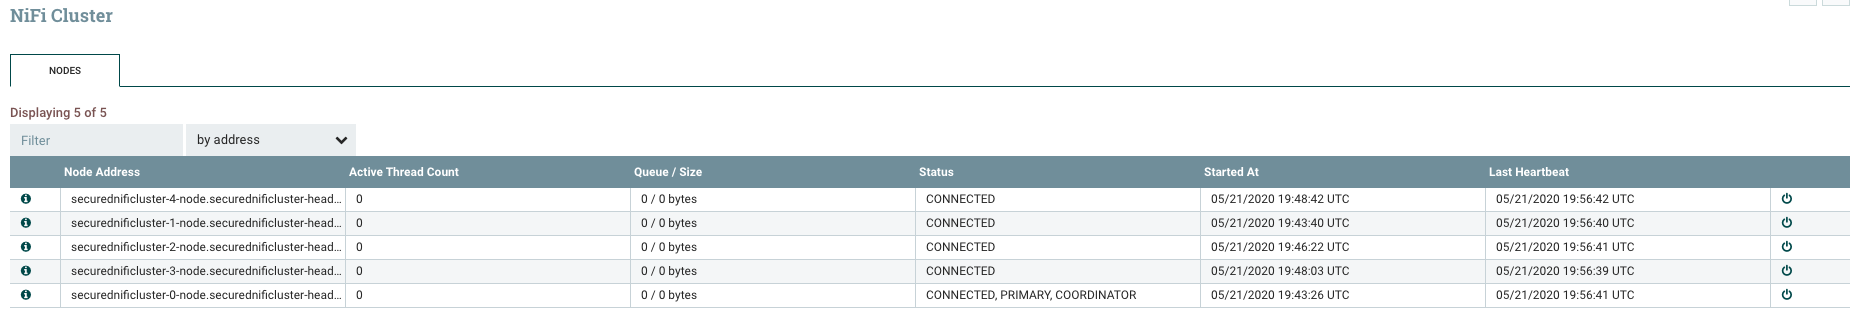 NiFi Cluster
NODES
Displaying 5 of 5
Filter by address
Node Address Active Thread Count Queue / Size Status Started At Last Heartbeat
securednificluster-4-node.securednificluster-head... 0 0 / 0 bytes CONNECTED 05/21/2020 19:48:42 UTC 05/21/2020 19:56:42 UTC
securednificluster-1-node.securednificluster-head... 0 0 / 0 bytes CONNECTED 05/21/2020 19:43:40 UTC 05/21/2020 19:56:40 UTC
securednificluster-2-node.securednificluster-head... 0 0 / 0 bytes CONNECTED 05/21/2020 19:46:22 UTC 05/21/2020 19:56:41 UTC
securednificluster-3-node.securednificluster-head... 0 0 / 0 bytes CONNECTED 05/21/2020 19:48:03 UTC 05/21/2020 19:56:39 UTC
securednificluster-0-node.securednificluster-head... 0 0 / 0 bytes CONNECTED, PRIMARY, COORDINATOR 05/21/2020 19:43:26 UTC 05/21/2020 19:56:41 UTC